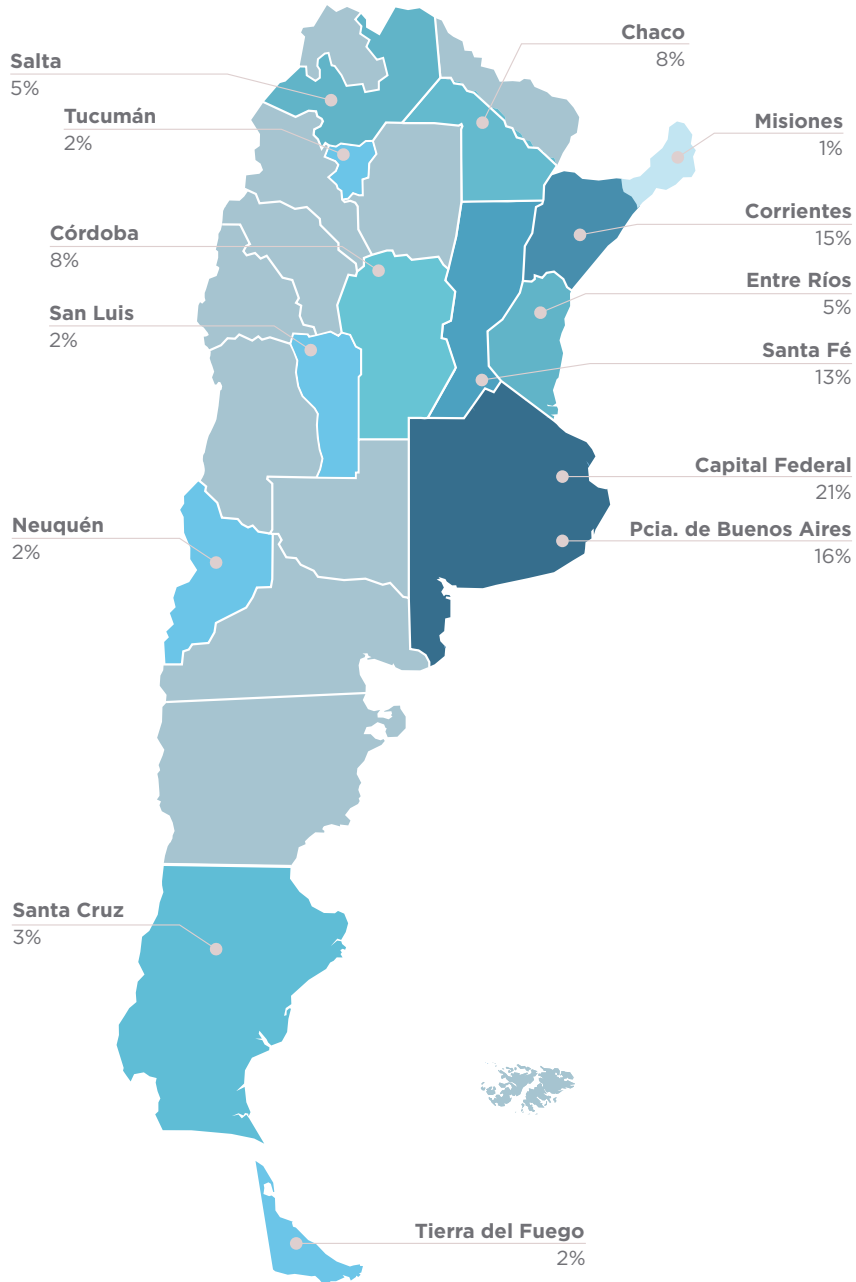 Chaco
8%
Salta
5%
Tucumán
2%
Misiones
1%
Corrientes
15%
Córdoba
8%
Entre Ríos
5%
San Luis
2%
Santa Fé
13%
Capital Federal
21%
Neuquén
2%
Pcia. de Buenos Aires
16%
Santa Cruz
3%
Tierra del Fuego
2%